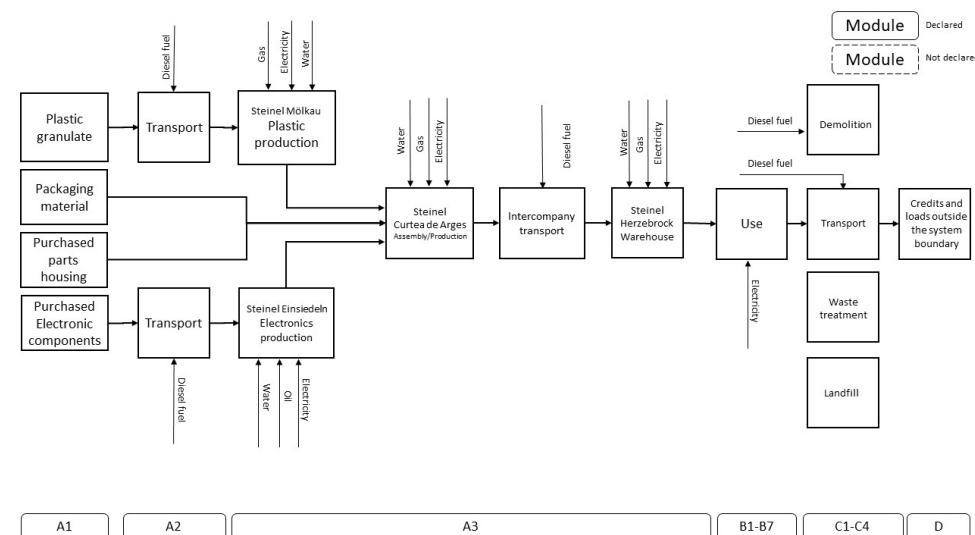 Module
Declared
Module
Not declare
Diesel fuel
Gas
Electricity
Water
Plastic
granulate
Transport
Steinel Mölkau
Plastic
production
Packaging
material
Purchased
parts
housing
Purchased
Electronic
components
Transport
Diesel fuel
Steinel Einsiedeln
Electronics
production
Water
Oil
Electricity
Water
Gas
Electricity
Steinel
Curtea de Arges
Assembly/Production
Diesel fuel
Intercompany
transport
Water
Gas
Electricity
Steinel
Herzebrock
Warehouse
Use
Electricity
Diesel fuel
Demolition
Diesel fuel
Transport
Waste
treatment
Landfill
Credits and
loads outside
the system
boundary
A1
A2
A3
B1-B7
C1-C4
D